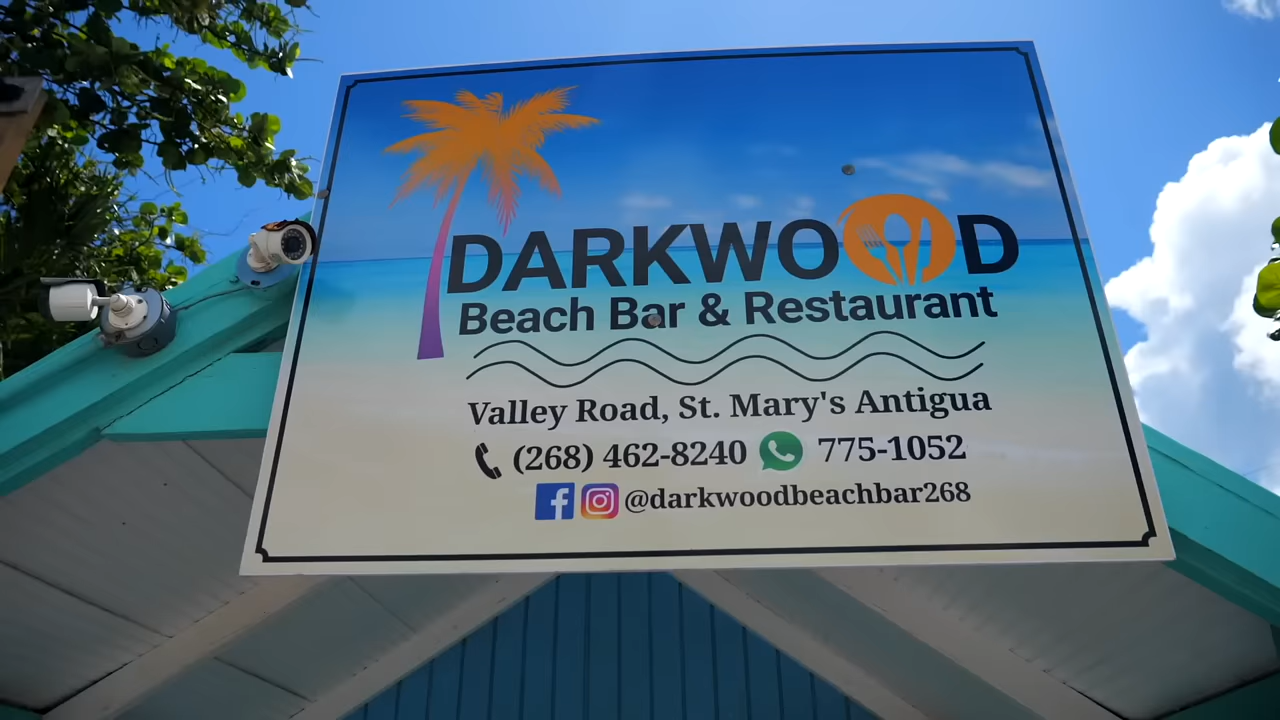 DARKWOOD
Beach Bar & Restaurant
Valley Road, St. Mary's Antigua
(268) 462-8240 775-1052
@darkwoodbeachbar268